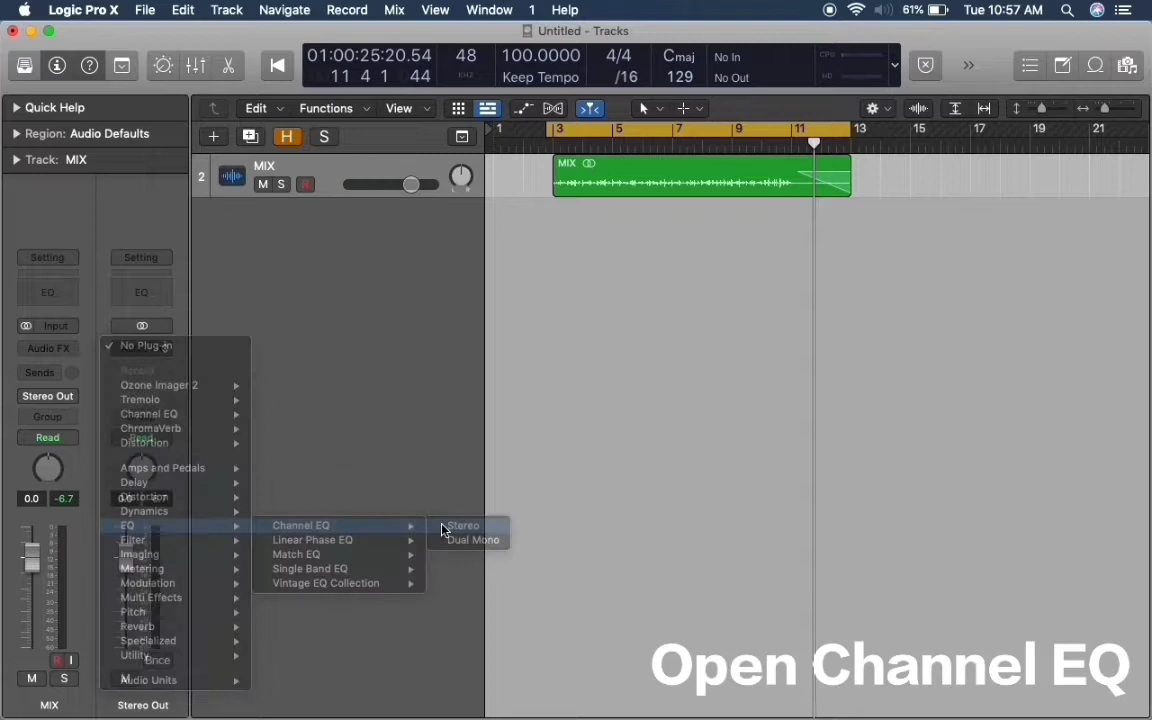 Logic Pro X File Edit Track Navigate Record Mix View Window 1 Help 61% Tue 10:57 AM
Untitled - Tracks
01:00:25:20.54 48 100.0000 4/4 Cmaj No In CPU
11 4 1 44 KHZ Keep Tempo /16 129 No Out HD
Quick Help
Region: Audio Defaults
Track: MIX
Edit Functions View
H S
1 3 5 7 9 11 13 15 17 19 21
2 MIX
M S R L R
MIX
Setting Setting
EQ EQ
Input
Audio FX
Sends
Stereo Out
Group
Read Read
0.0 -6.7
R I
M S
MIX
Bnce
M
Stereo Out
No Plug-in
Recent
Ozone Imager 2
Tremolo
Channel EQ
ChromaVerb
Distortion
Amps and Pedals
Delay
Distortion
Dynamics
EQ
Filter
Imaging
Metering
Modulation
Multi Effects
Pitch
Reverb
Specialized
Utility
Audio Units
Channel EQ
Linear Phase EQ
Match EQ
Single Band EQ
Vintage EQ Collection
Stereo
Dual Mono
Open Channel EQ